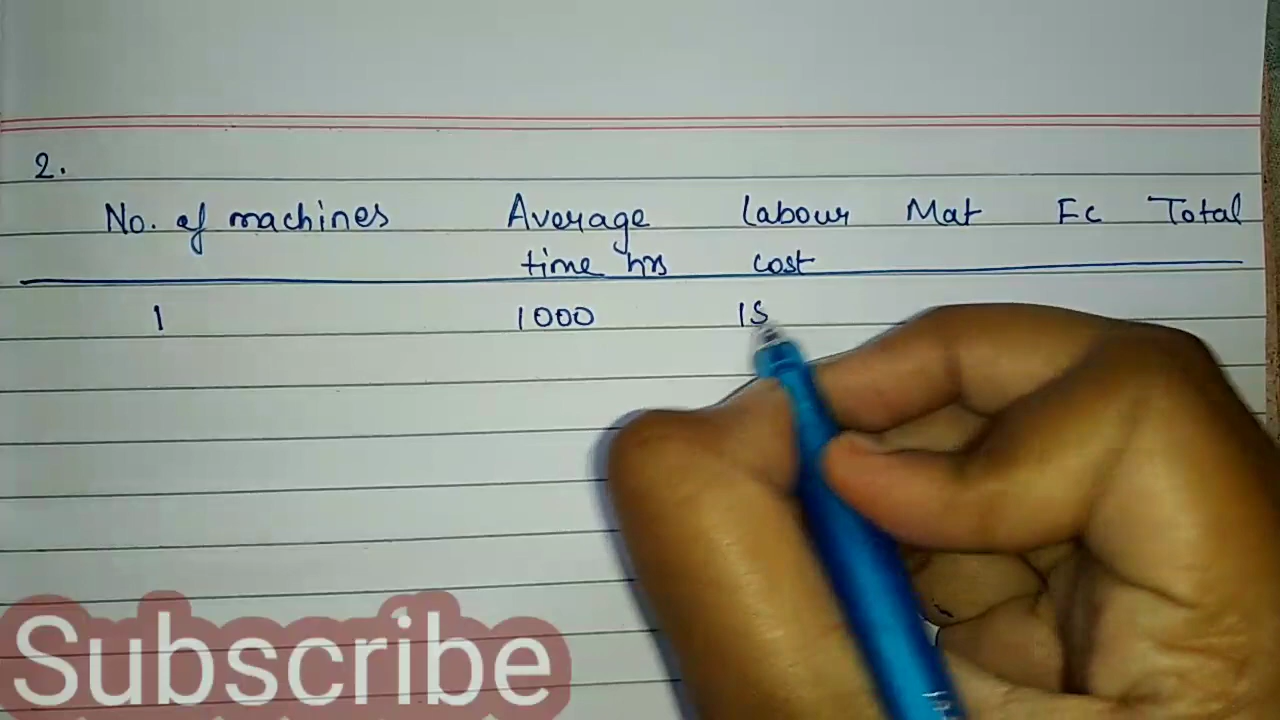 2.
No. of machines Average Labour Mat Fc Total
time hrs cost
1 1000 15
Subscribe